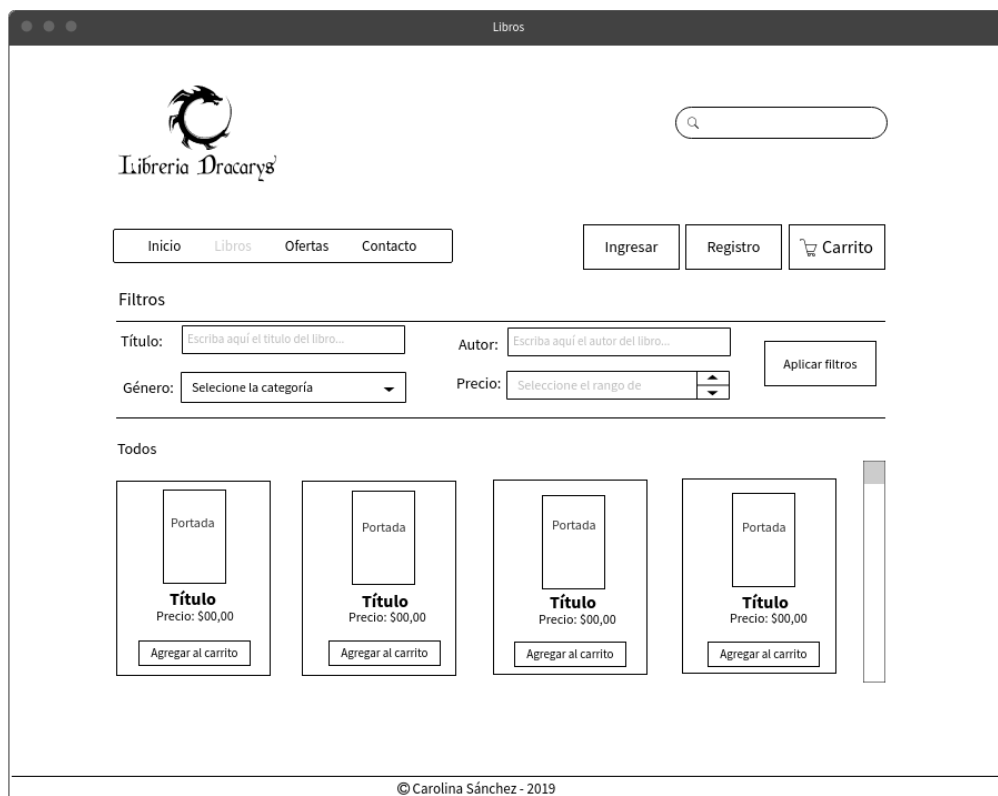 Libros
Libreria Dracarys
Inicio Libros Ofertas Contacto
Ingresar Registro Carrito
Filtros
Título: Escriba aquí el titulo del libro... Autor: Escriba aquí el autor del libro...
Aplicar filtros
Género: Selecione la categoría Precio: Seleccione el rango de
Todos
Portada Portada Portada Portada
Título Título Título Título
Precio: $00,00 Precio: $00,00 Precio: $00,00 Precio: $00,00
Agregar al carrito Agregar al carrito Agregar al carrito Agregar al carrito
© Carolina Sánchez - 2019